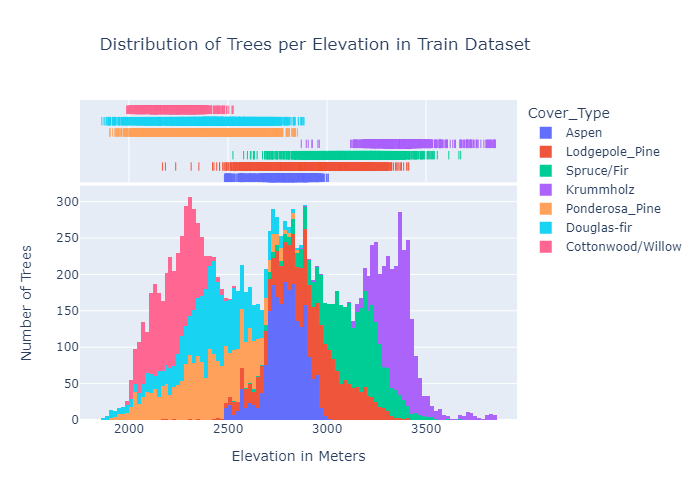 Distribution of Trees per Elevation in Train Dataset
Cover_Type
Aspen
Lodgepole_Pine
Spruce/Fir
Krummholz
Ponderosa_Pine
Douglas-fir
Cottonwood/Willow
Number of Trees
300
250
200
150
100
50
0
2000 2500 3000 3500
Elevation in Meters